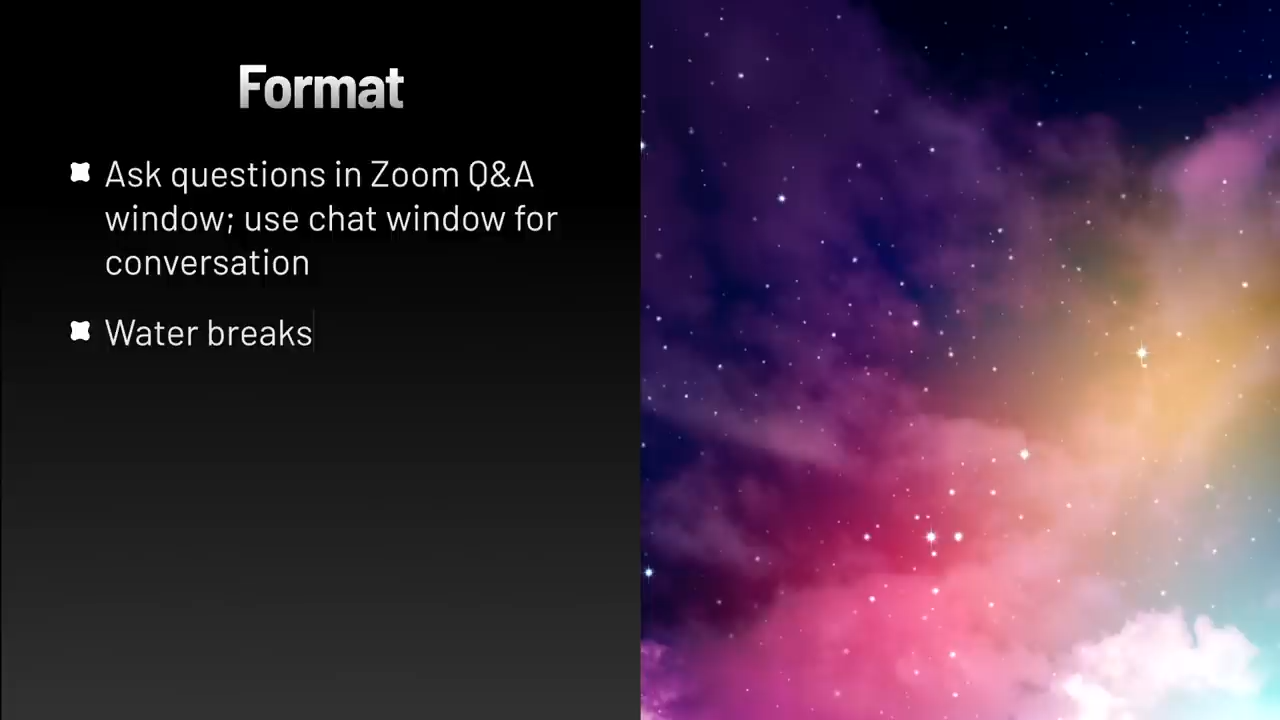 Format
Ask questions in Zoom Q&A
window; use chat window for
conversation
Water breaks